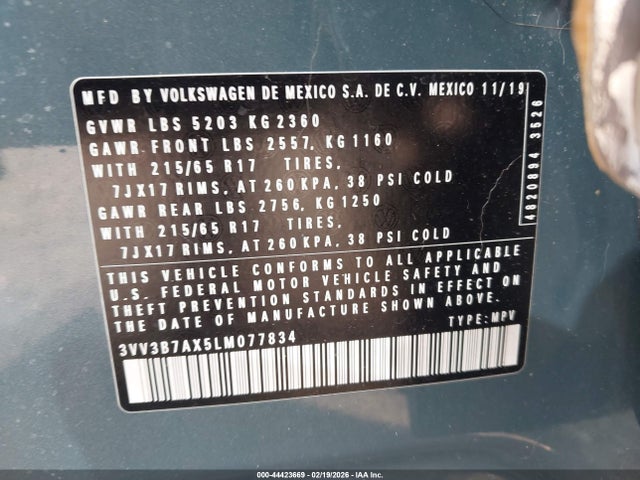 MFD BY VOLKSWAGEN DE MEXICO S.A. DE C.V. MEXICO 11/19
GVWR LBS 5203 KG 2360
GAWR FRONT LBS 2557, KG 1160
WITH 215/65 R17 TIRES,
7JX17 RIMS, AT 260 KPA, 38 PSI COLD
GAWR REAR LBS 2756, KG 1250
WITH 215/65 R17 TIRES,
7JX17 RIMS, AT 260 KPA, 38 PSI COLD
THIS VEHICLE CONFORMS TO ALL APPLICABLE
U.S. FEDERAL MOTOR VEHICLE SAFETY AND
THEFT PREVENTION STANDARDS IN EFFECT ON
THE DATE OF MANUFACTURE SHOWN ABOVE.
3VV3B7AX5LM077834 TYPE: MPV
4820894 3526
000-44423669 - 02/19/2026 - IAA Inc.